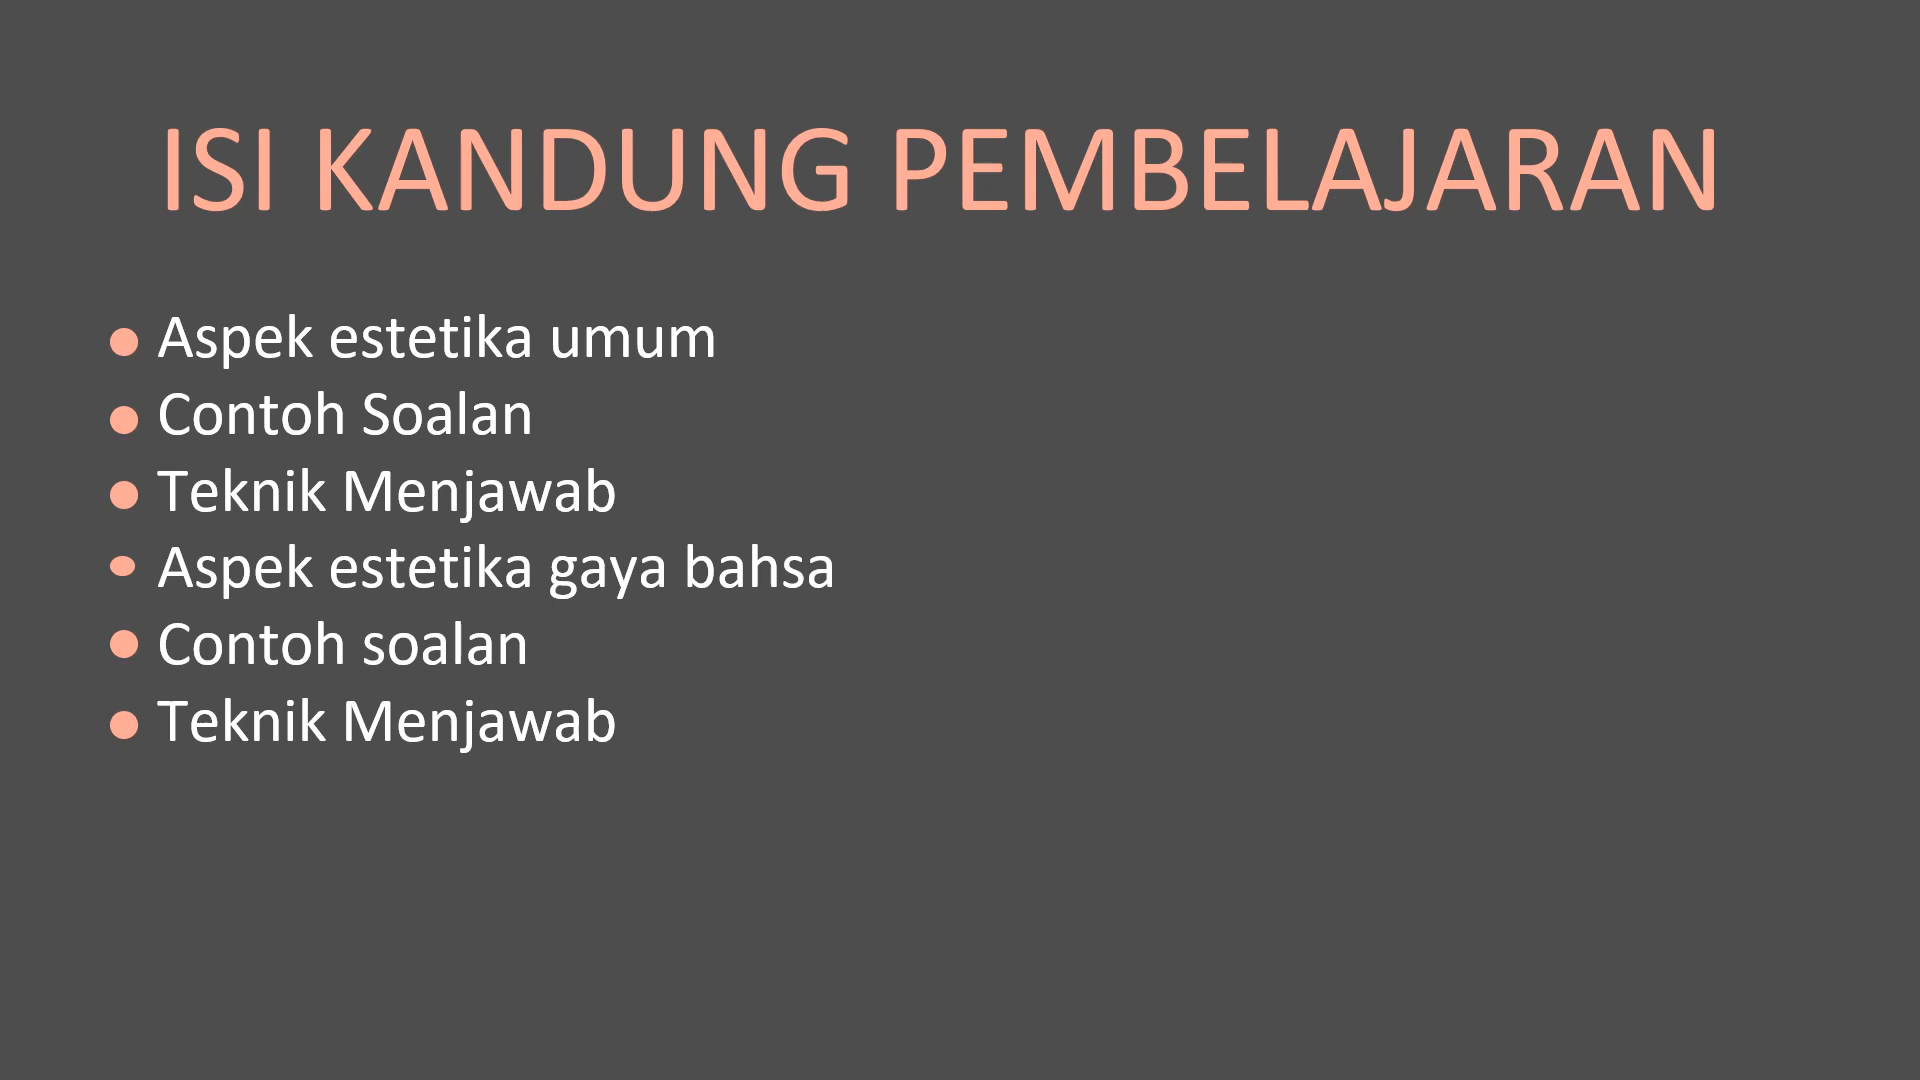 ISI KANDUNG PEMBELAJARAN
Aspek estetika umum
Contoh Soalan
Teknik Menjawab
Aspek estetika gaya bahsa
Contoh soalan
Teknik Menjawab